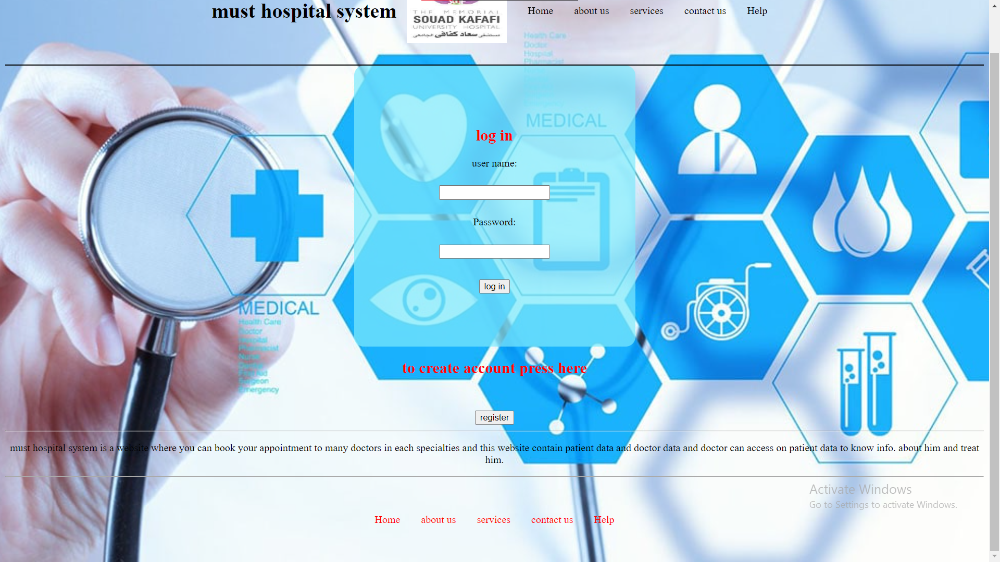 must hospital system
THE MEMORIAL
SOUAD KAFAFI
UNIVERSITY HOSPITAL
مستشفى سعاد كفافى الجامعى
Home about us services contact us Help
Health Care
Doctor
Hospital
Pharmacist
Emergency
MEDICAL
log in
user name:
Password:
log in
MEDICAL
Health Care
Doctor
Hospital
Pharmacist
Nurse
Dentist
First Aid
Surgeon
Emergency
to create account press here
register
must hospital system is a website where you can book your appointment to many doctors in each specialties and this website contain patient data and doctor data and doctor can access on patient data to know info. about him and treat
him.
Activate Windows
Go to Settings to activate Windows.
Home about us services contact us Help